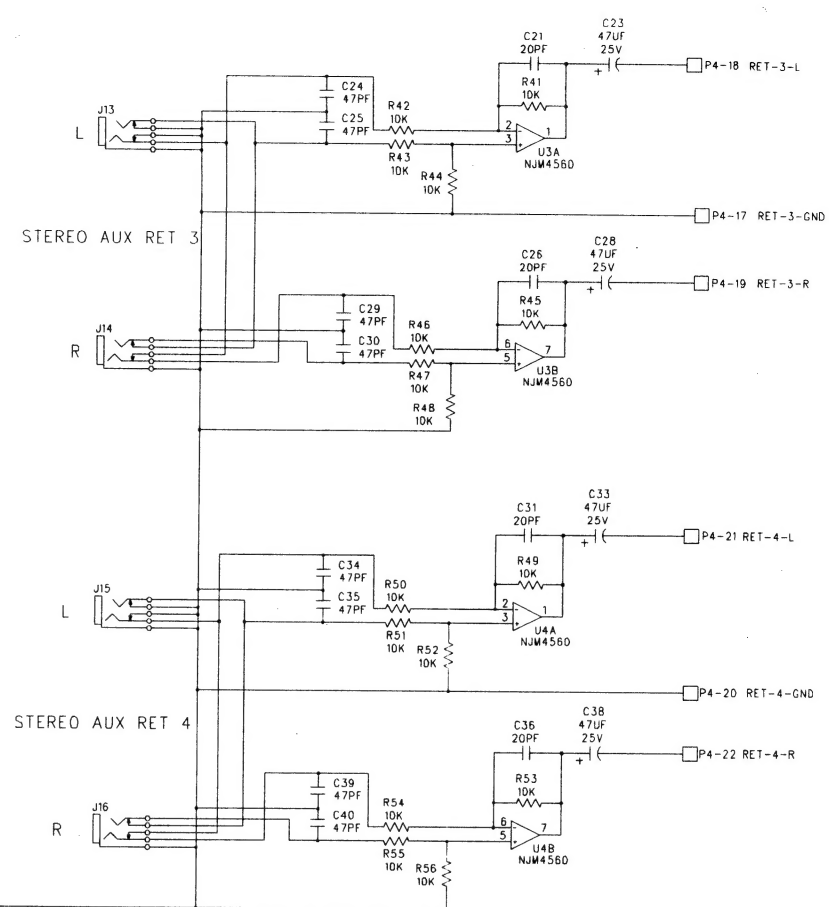 C21
20PF
C23
47UF
25V
+
P4-18 RET-3-L
C24
47PF
R41
10K
J13
R42
10K
C25
47PF
2
-
1
3
+
L
R43
10K
U3A
NJM4560
R44
10K
P4-17 RET-3-GND
STEREO AUX RET 3
C26
20PF
C28
47UF
25V
+
P4-19 RET-3-R
C29
47PF
R45
10K
J14
R46
10K
C30
47PF
6
-
7
5
+
R
R47
10K
U3B
NJM4560
R48
10K
C31
20PF
C33
47UF
25V
+
P4-21 RET-4-L
C34
47PF
R49
10K
J15
R50
10K
C35
47PF
2
-
1
3
+
L
R51
10K
U4A
NJM4560
R52
10K
P4-20 RET-4-GND
STEREO AUX RET 4
C36
20PF
C38
47UF
25V
+
P4-22 RET-4-R
C39
47PF
R53
10K
J16
R54
10K
C40
47PF
6
-
7
5
+
R
R55
10K
U4B
NJM4560
R56
10K